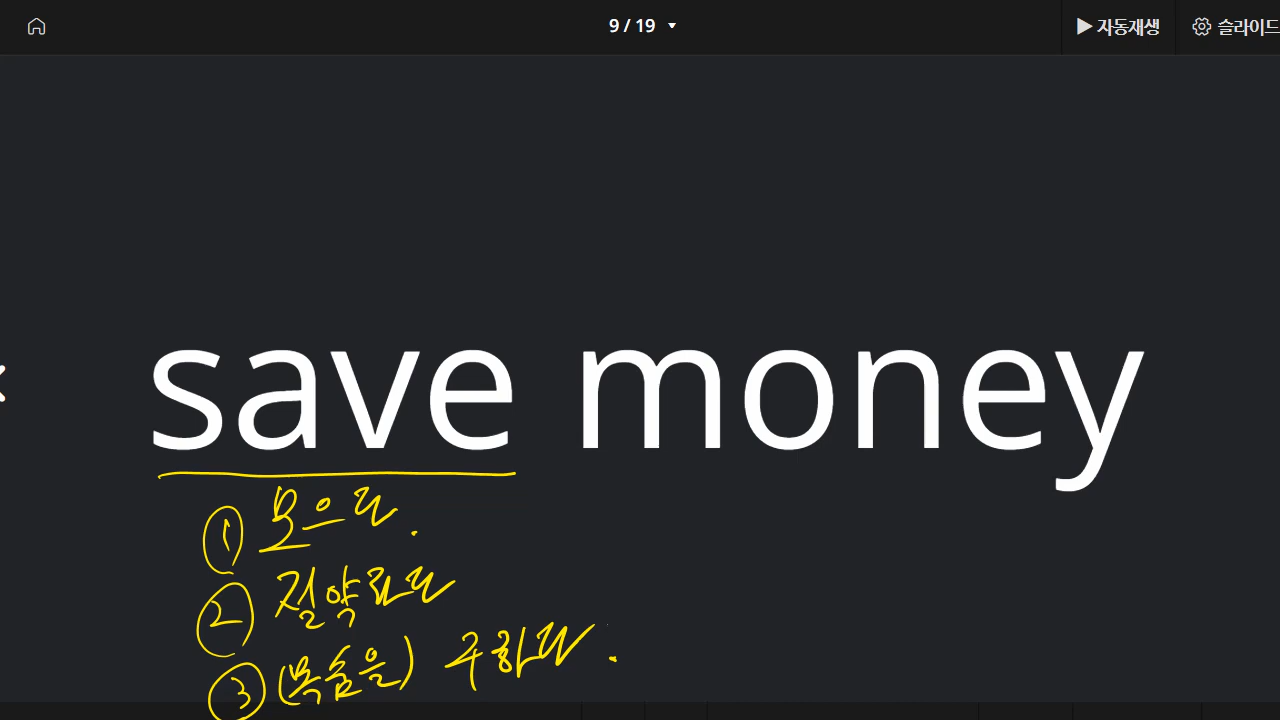 9 / 19
▶ 자동재생
슬라이드
save money
① 모으다.
② 절약하다
③ (목숨을) 구하다.